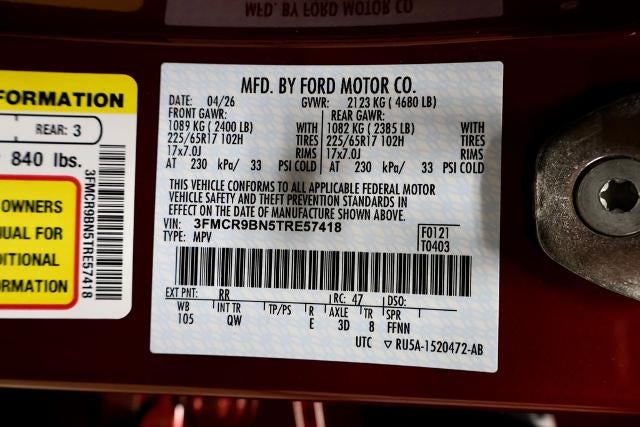 MFD. BY FORD MOTOR CO.
FORMATION
REAR: 3
840 lbs.
3FMCR9BN5TRE57418
OWNERS
UAL FOR
DITIONAL
ORMATION
MFD. BY FORD MOTOR CO.
DATE: 04/26 GVWR: 2123 KG ( 4680 LB)
FRONT GAWR: REAR GAWR:
1089 KG ( 2400 LB) WITH 1082 KG ( 2385 LB) WITH
225/65R17 102H TIRES 225/65R17 102H TIRES
17x7.0J RIMS 17x7.0J RIMS
AT 230 kPa/ 33 PSI COLD AT 230 kPa/ 33 PSI COLD
THIS VEHICLE CONFORMS TO ALL APPLICABLE FEDERAL MOTOR
VEHICLE SAFETY AND THEFT PREVENTION STANDARDS IN
EFFECT ON THE DATE OF MANUFACTURE SHOWN ABOVE.
VIN: 3FMCR9BN5TRE57418 F0121
TYPE: MPV T0403
EXT PNT: RR RC: 47 DSO:
WB INT TR TP/PS R AXLE TR SPR
105 QW E 3D 8 FFNN
UTC ▽ RU5A-1520472-AB